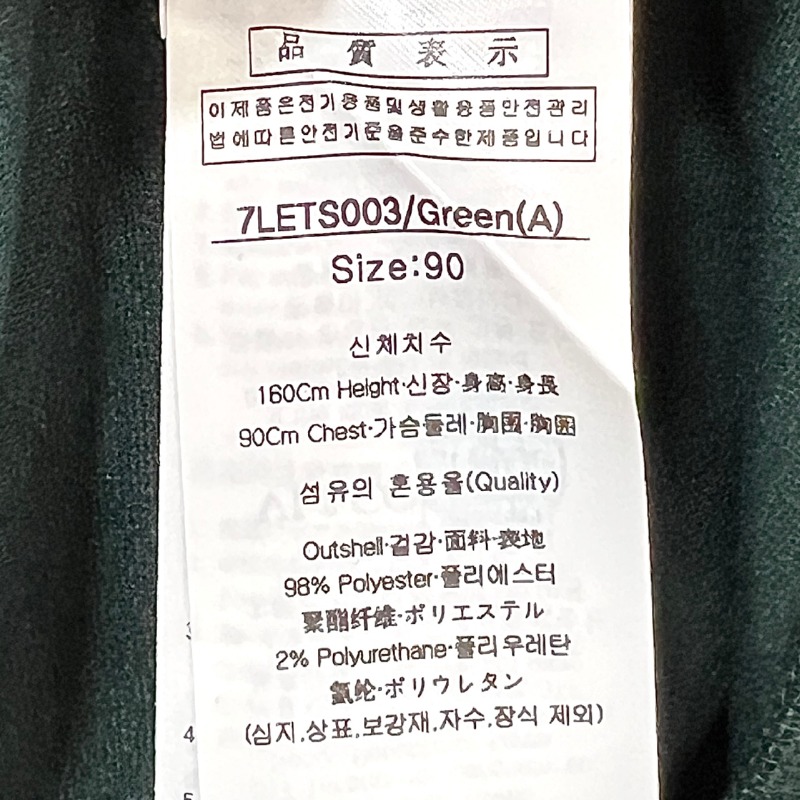 品質表示
이제품은전기용품및생활용품안전관리
법에따른안전기준을준수한제품입니다
7LETS003/Green(A)
Size:90
신체치수
160Cm Height·신장·身高·身長
90Cm Chest·가슴둘레·胸围·胸囲
섬유의 혼용율(Quality)
Outshell·겉감·面料·表地
98% Polyester·폴리에스터
聚酯纤维·ポリエステル
2% Polyurethane·폴리우레탄
氨纶·ポリウレタン
(심지,상표,보강재,자수,장식 제외)
3
4
5